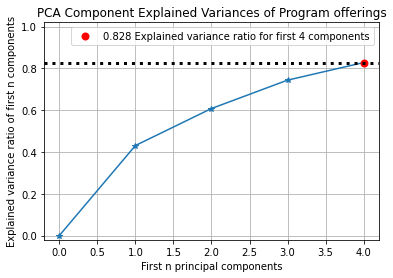 PCA Component Explained Variances of Program offerings
1.0
0.828 Explained variance ratio for first 4 components
0.8
0.6
0.4
0.2
0.0
Explained variance ratio of first n components
0.0 0.5 1.0 1.5 2.0 2.5 3.0 3.5 4.0
First n principal components